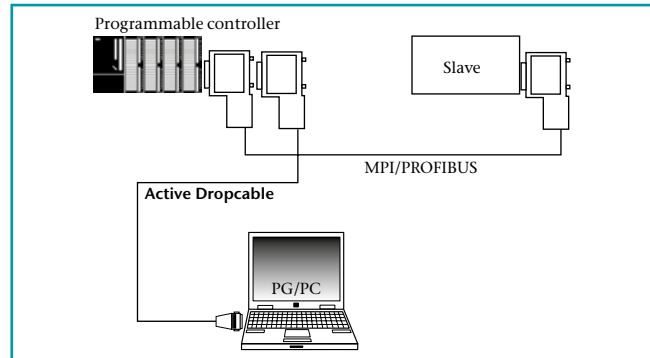 Programmable controller
Slave
MPI/PROFIBUS
Active Dropcable
PG/PC